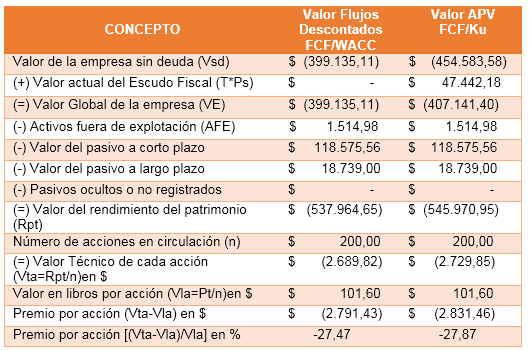 CONCEPTO Valor Flujos Descontados FCF/WACC Valor APV FCF/Ku
Valor de la empresa sin deuda (Vsd) $ (399.135,11) $ (454.583,58)
(+) Valor actual del Escudo Fiscal (T*Ps) $ - $ 47.442,18
(=) Valor Global de la empresa (VE) $ (399.135,11) $ (407.141,40)
(-) Activos fuera de explotación (AFE) $ 1.514,98 $ 1.514,98
(-) Valor del pasivo a corto plazo $ 118.575,56 $ 118.575,56
(-) Valor del pasivo a largo plazo $ 18.739,00 $ 18.739,00
(-) Pasivos ocultos o no registrados $ - $ -
(=) Valor del rendimiento del patrimonio
(Rpt) $ (537.964,65) $ (545.970,95)
Número de acciones en circulación (n) $ 200,00 $ 200,00
(=) Valor Técnico de cada acción
(Vta=Rpt/n)en $ $ (2.689,82) $ (2.729,85)
Valor en libros por acción (Vla=Pt/n)en $ $ 101,60 $ 101,60
Premio por acción (Vta-Vla) en $ $ (2.791,43) $ (2.831,46)
Premio por acción [(Vta-Vla)/Vla] en % -27,47 -27,87